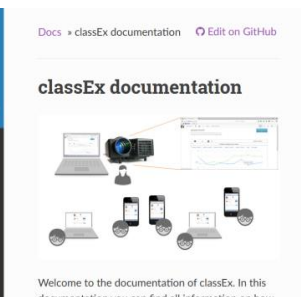 Docs » classEx documentation Edit on GitHub
classEx documentation
Welcome to the documentation of classEx. In this